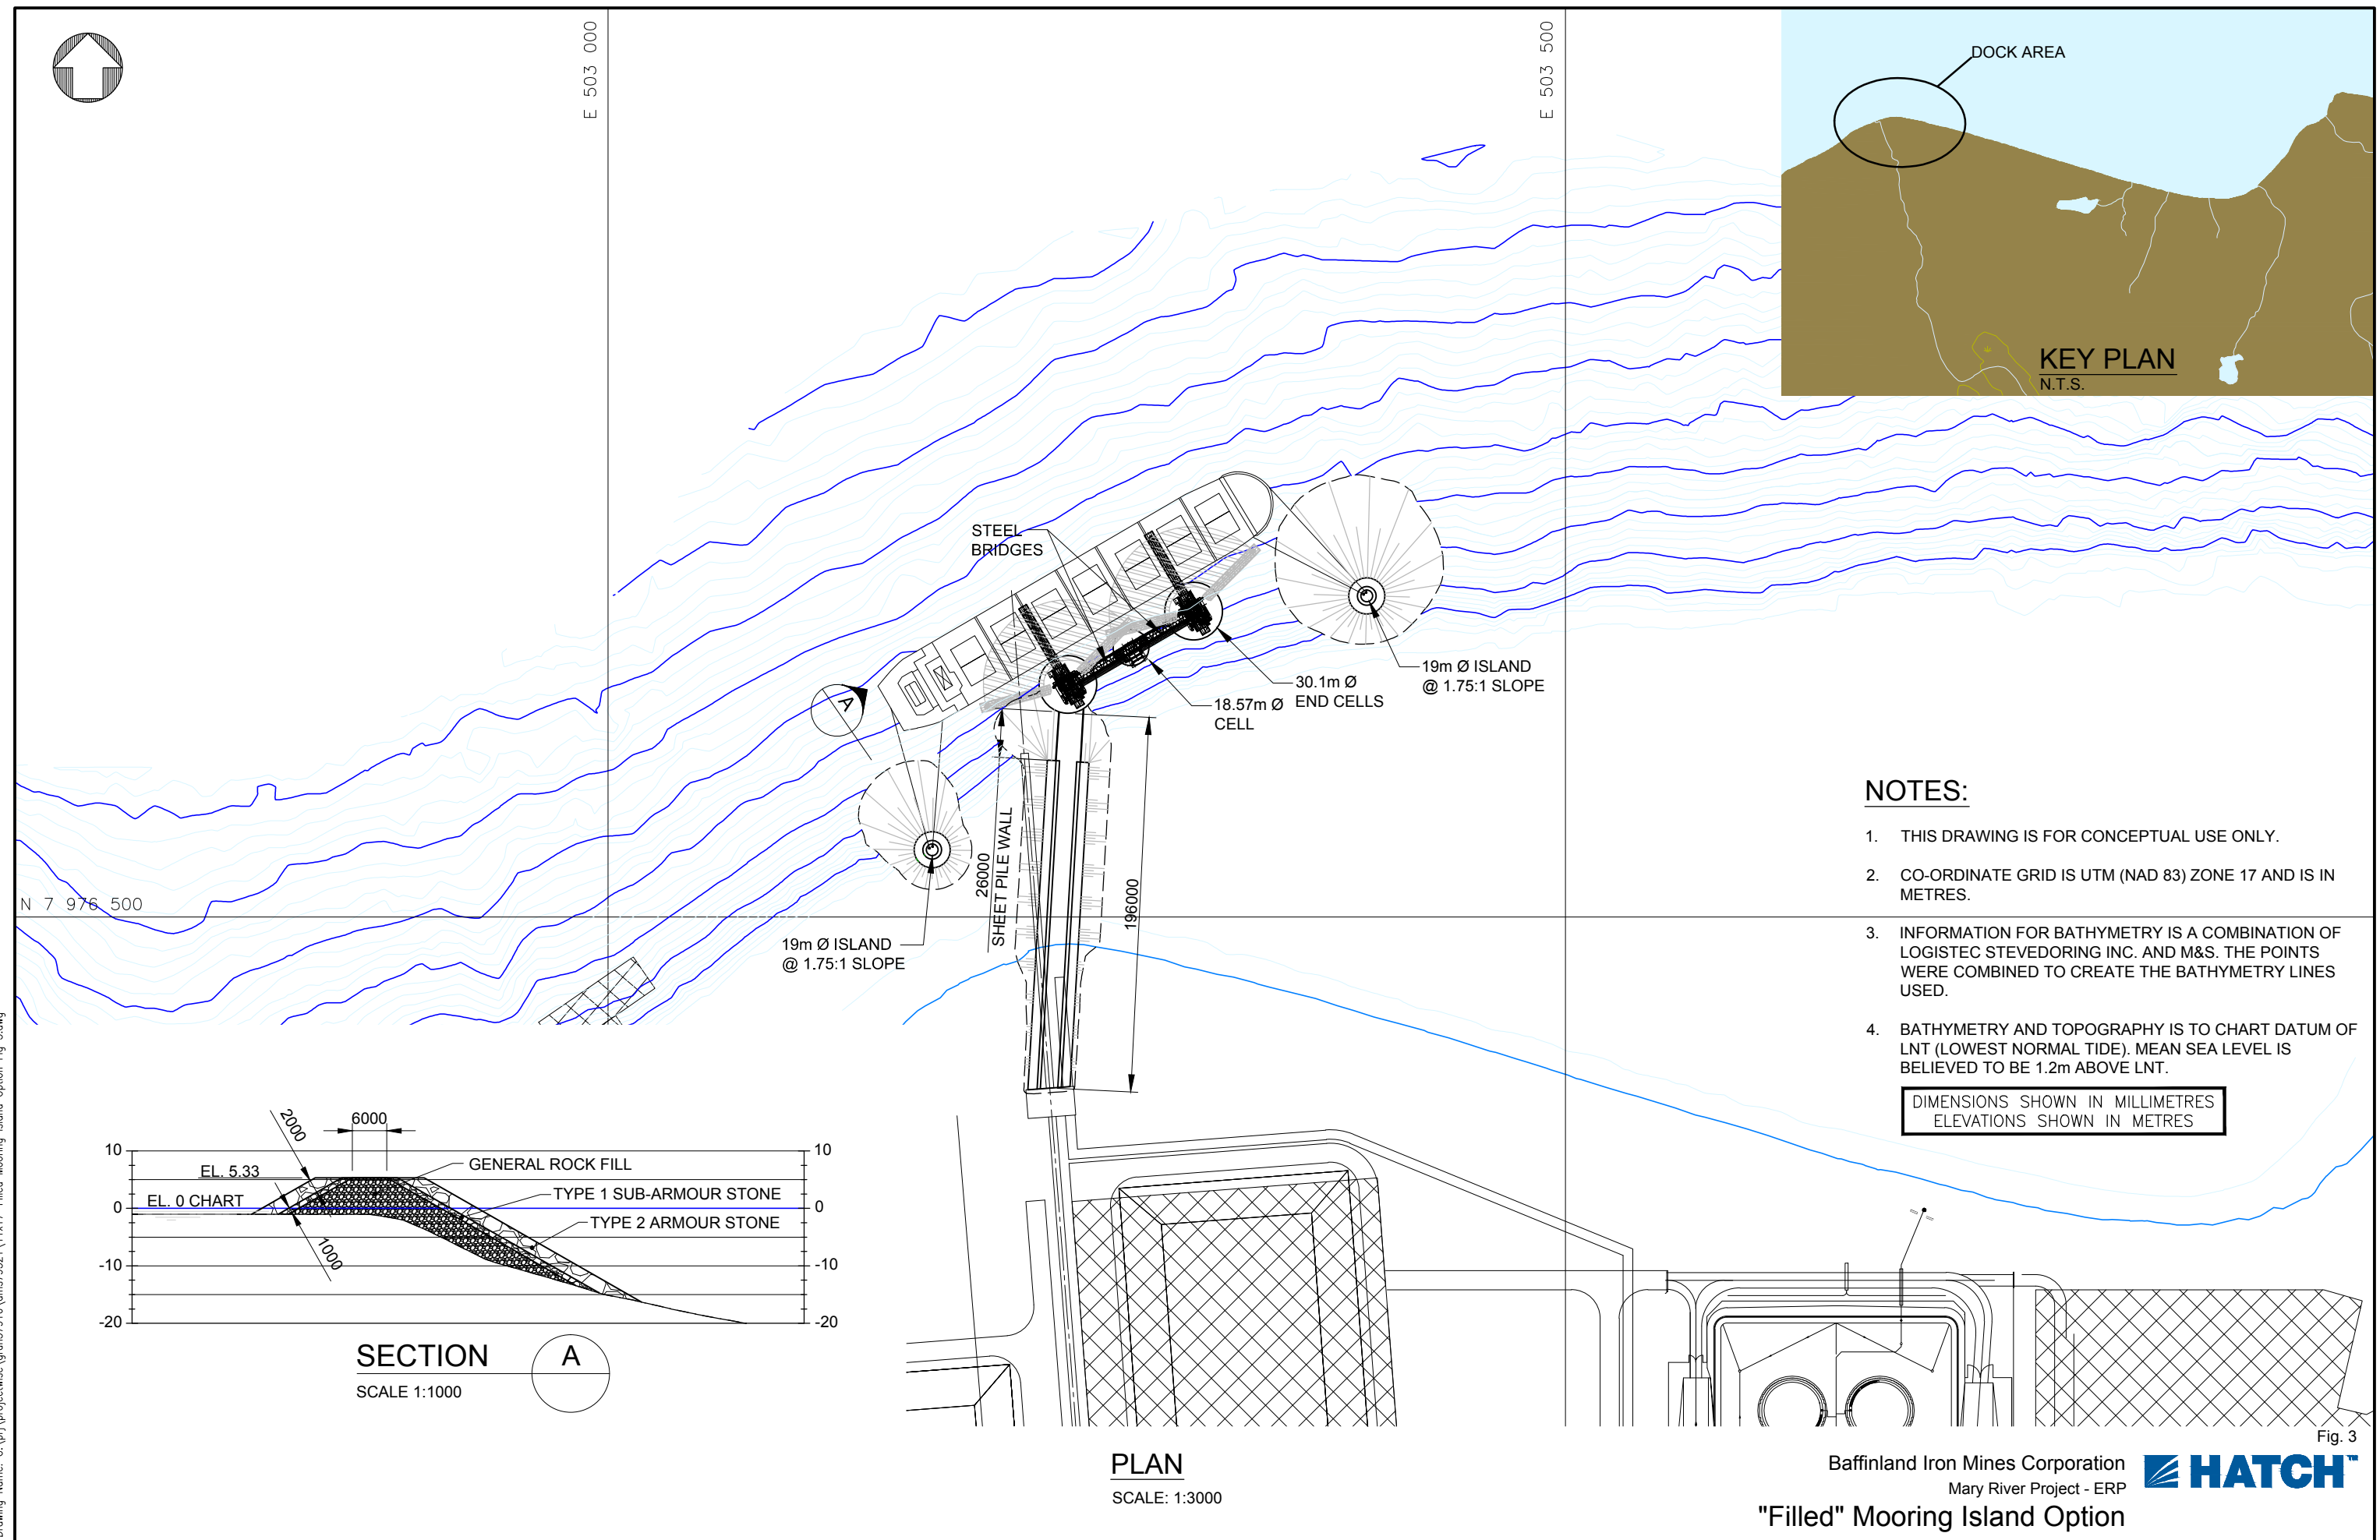 E 503 000
E 503 500
DOCK AREA
KEY PLAN
N.T.S.
STEEL
BRIDGES
A
19m Ø ISLAND
@ 1.75:1 SLOPE
30.1m Ø
END CELLS
18.57m Ø
CELL
26000
SHEET PILE WALL
196000
N 7 976 500
19m Ø ISLAND
@ 1.75:1 SLOPE
NOTES:
1. THIS DRAWING IS FOR CONCEPTUAL USE ONLY.
2. CO-ORDINATE GRID IS UTM (NAD 83) ZONE 17 AND IS IN
METRES.
3. INFORMATION FOR BATHYMETRY IS A COMBINATION OF
LOGISTEC STEVEDORING INC. AND M&S. THE POINTS
WERE COMBINED TO CREATE THE BATHYMETRY LINES
USED.
4. BATHYMETRY AND TOPOGRAPHY IS TO CHART DATUM OF
LNT (LOWEST NORMAL TIDE). MEAN SEA LEVEL IS
BELIEVED TO BE 1.2m ABOVE LNT.
DIMENSIONS SHOWN IN MILLIMETRES
ELEVATIONS SHOWN IN METRES
2000
6000
10
10
EL. 5.33
GENERAL ROCK FILL
EL. 0 CHART
TYPE 1 SUB-ARMOUR STONE
0
0
TYPE 2 ARMOUR STONE
1000
-10
-10
-20
-20
SECTION
A
SCALE 1:1000
PLAN
SCALE: 1:3000
Fig. 3
Baffinland Iron Mines Corporation
HATCH™
Mary River Project - ERP
"Filled" Mooring Island Option